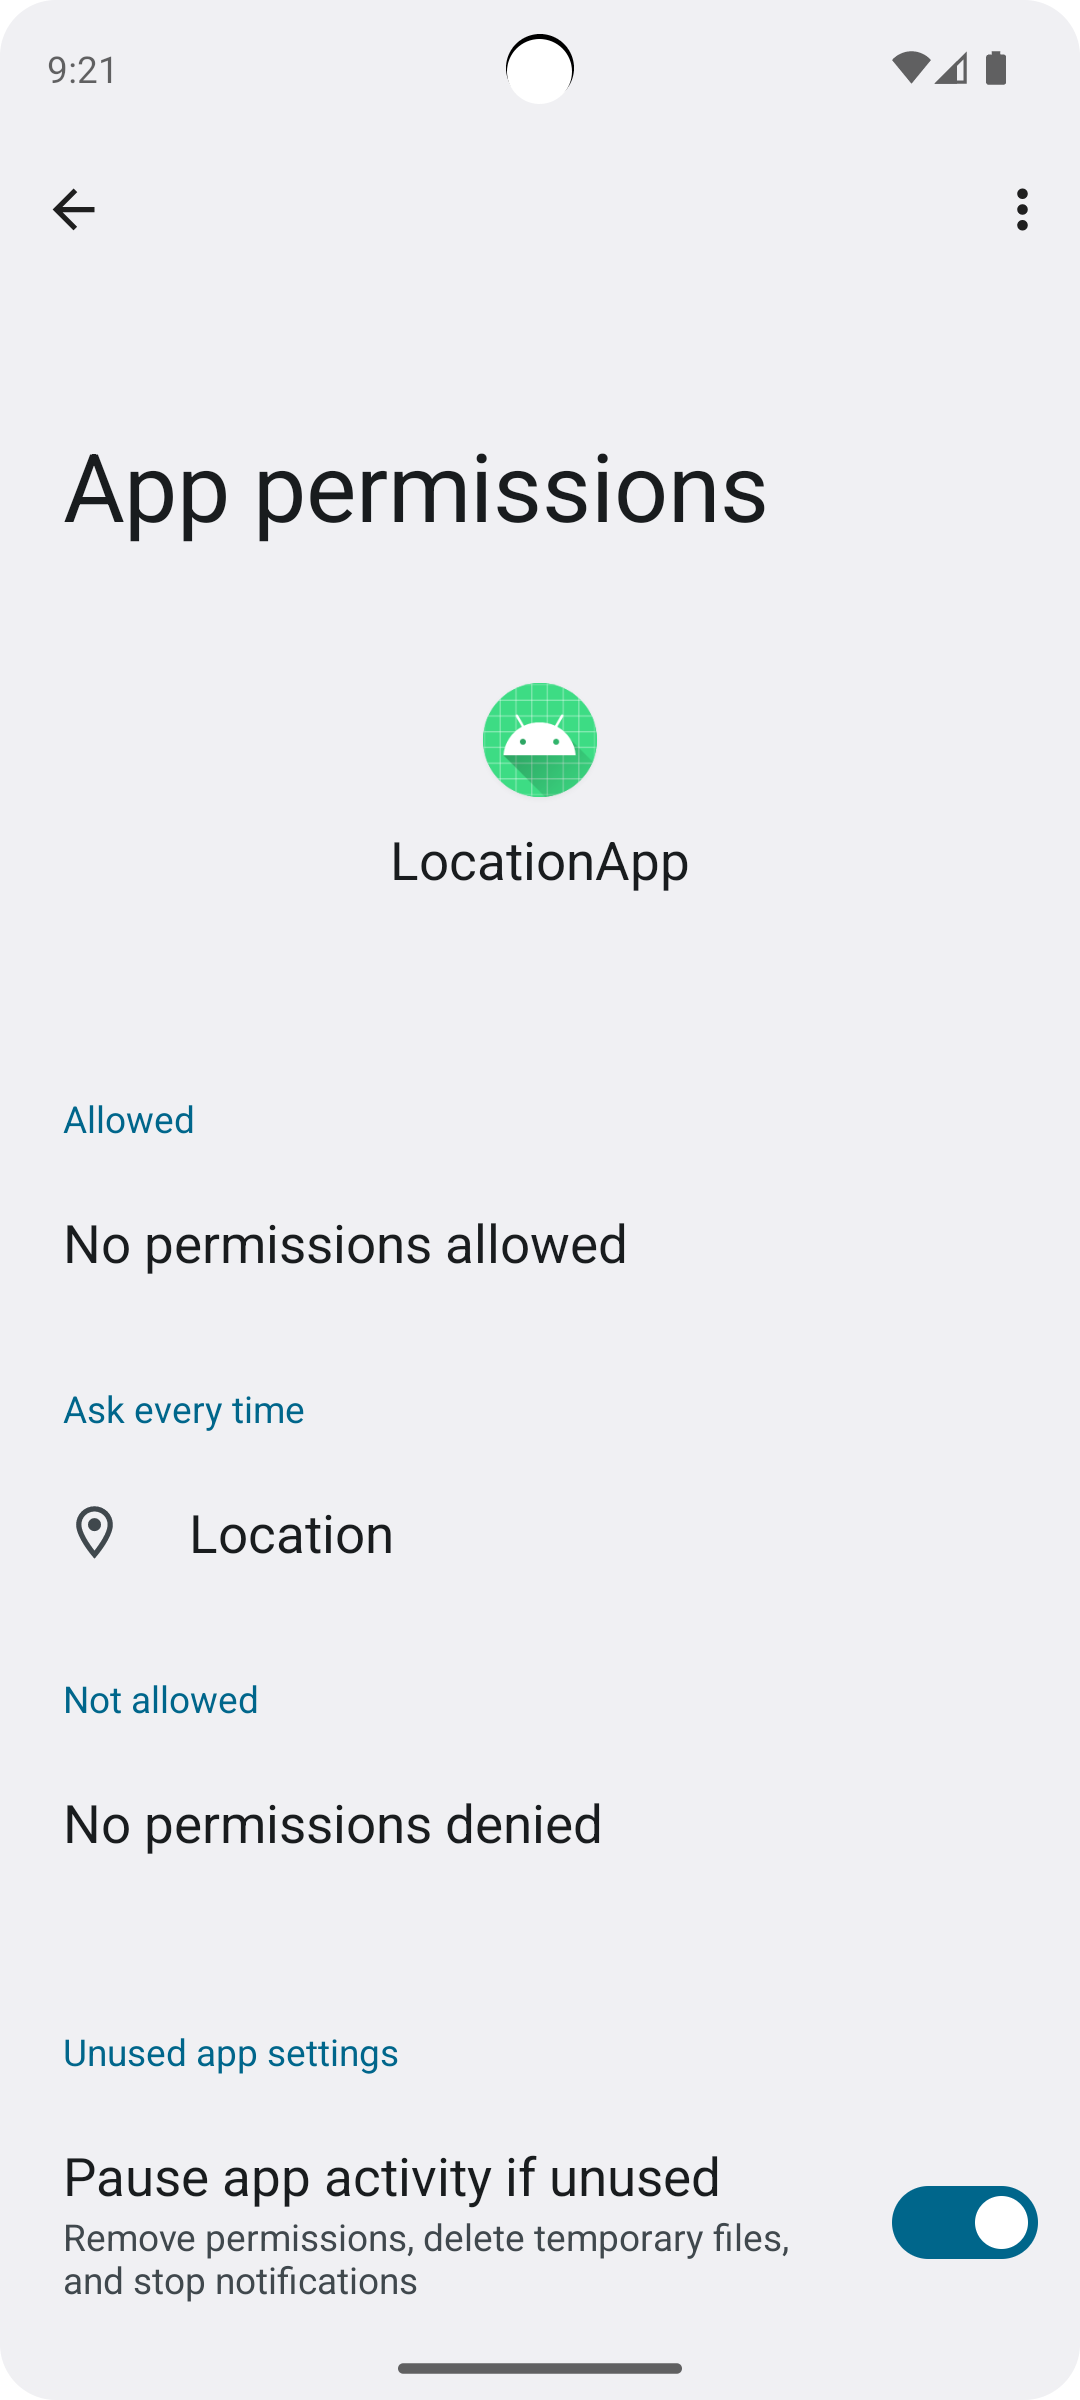 9:21
App permissions
LocationApp
Allowed
No permissions allowed
Ask every time
Location
Not allowed
No permissions denied
Unused app settings
Pause app activity if unused
Remove permissions, delete temporary files,
and stop notifications